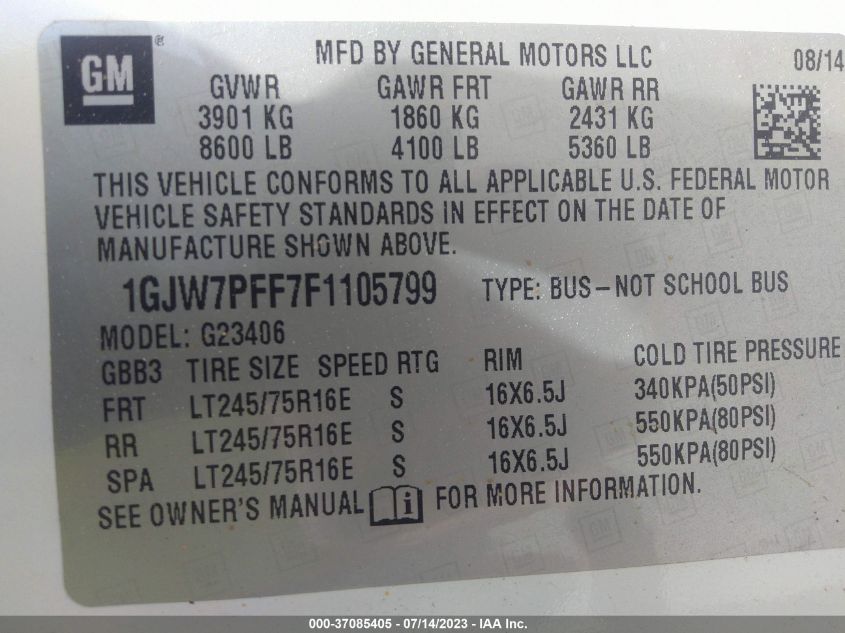 GM ® MFD BY GENERAL MOTORS LLC 08/14
GVWR GAWR FRT GAWR RR
3901 KG 1860 KG 2431 KG
8600 LB 4100 LB 5360 LB
THIS VEHICLE CONFORMS TO ALL APPLICABLE U.S. FEDERAL MOTOR
VEHICLE SAFETY STANDARDS IN EFFECT ON THE DATE OF
MANUFACTURE SHOWN ABOVE.
1GJW7PFF7F1105799 TYPE: BUS–NOT SCHOOL BUS
MODEL: G23406
GBB3 TIRE SIZE SPEED RTG RIM COLD TIRE PRESSURE
FRT LT245/75R16E S 16X6.5J 340KPA(50PSI)
RR LT245/75R16E S 16X6.5J 550KPA(80PSI)
SPA LT245/75R16E S 16X6.5J 550KPA(80PSI)
SEE OWNER'S MANUAL i FOR MORE INFORMATION.
000-37085405 - 07/14/2023 - IAA Inc.